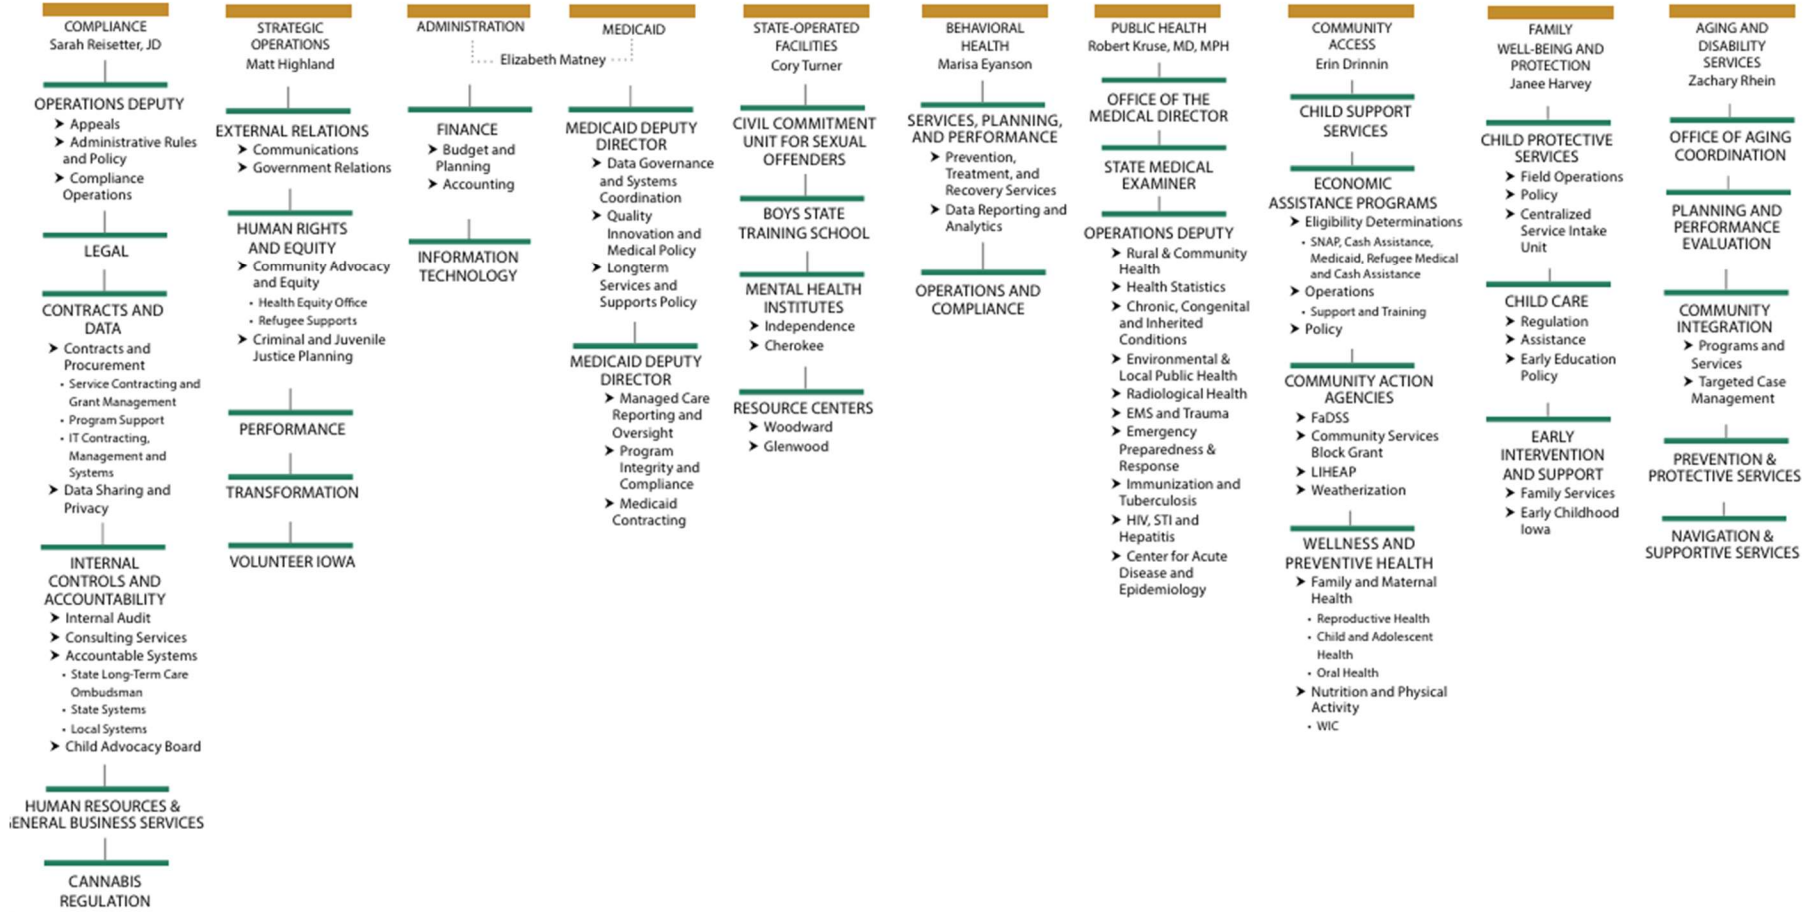 COMPLIANCE
Sarah Reisetter, JD
OPERATIONS DEPUTY
➤ Appeals
➤ Administrative Rules
and Policy
➤ Compliance
Operations
LEGAL
CONTRACTS AND
DATA
➤ Contracts and
Procurement
• Service Contracting and
Grant Management
• Program Support
• IT Contracting,
Management and
Systems
➤ Data Sharing and
Privacy
INTERNAL
CONTROLS AND
ACCOUNTABILITY
➤ Internal Audit
➤ Consulting Services
➤ Accountable Systems
• State Long-Term Care
Ombudsman
• State Systems
• Local Systems
➤ Child Advocacy Board
HUMAN RESOURCES &
ENERAL BUSINESS SERVICES
CANNABIS
REGULATION
STRATEGIC
OPERATIONS
Matt Highland
EXTERNAL RELATIONS
➤ Communications
➤ Government Relations
HUMAN RIGHTS
AND EQUITY
➤ Community Advocacy
and Equity
• Health Equity Office
• Refugee Supports
➤ Criminal and Juvenile
Justice Planning
PERFORMANCE
TRANSFORMATION
VOLUNTEER IOWA
ADMINISTRATION
Elizabeth Matney
FINANCE
➤ Budget and
Planning
➤ Accounting
INFORMATION
TECHNOLOGY
MEDICAID
MEDICAID DEPUTY
DIRECTOR
➤ Data Governance
and Systems
Coordination
➤ Quality
Innovation and
Medical Policy
➤ Longterm
Services and
Supports Policy
MEDICAID DEPUTY
DIRECTOR
➤ Managed Care
Reporting and
Oversight
➤ Program
Integrity and
Compliance
➤ Medicaid
Contracting
STATE-OPERATED
FACILITIES
Cory Turner
CIVIL COMMITMENT
UNIT FOR SEXUAL
OFFENDERS
BOYS STATE
TRAINING SCHOOL
MENTAL HEALTH
INSTITUTES
➤ Independence
➤ Cherokee
RESOURCE CENTERS
➤ Woodward
➤ Glenwood
BEHAVIORAL
HEALTH
Marisa Eyanson
SERVICES, PLANNING,
AND PERFORMANCE
➤ Prevention,
Treatment, and
Recovery Services
➤ Data Reporting and
Analytics
OPERATIONS AND
COMPLIANCE
PUBLIC HEALTH
Robert Kruse, MD, MPH
OFFICE OF THE
MEDICAL DIRECTOR
STATE MEDICAL
EXAMINER
OPERATIONS DEPUTY
➤ Rural & Community
Health
➤ Health Statistics
➤ Chronic, Congenital
and Inherited
Conditions
➤ Environmental &
Local Public Health
➤ Radiological Health
➤ EMS and Trauma
➤ Emergency
Preparedness &
Response
➤ Immunization and
Tuberculosis
➤ HIV, STI and
Hepatitis
➤ Center for Acute
Disease and
Epidemiology
COMMUNITY
ACCESS
Erin Drinnin
CHILD SUPPORT
SERVICES
ECONOMIC
ASSISTANCE PROGRAMS
➤ Eligibility Determinations
• SNAP, Cash Assistance,
Medicaid, Refugee Medical
and Cash Assistance
➤ Operations
• Support and Training
➤ Policy
COMMUNITY ACTION
AGENCIES
➤ FaDSS
➤ Community Services
Block Grant
➤ LIHEAP
➤ Weatherization
WELLNESS AND
PREVENTIVE HEALTH
➤ Family and Maternal
Health
• Reproductive Health
• Child and Adolescent
Health
• Oral Health
➤ Nutrition and Physical
Activity
• WIC
FAMILY
WELL-BEING AND
PROTECTION
Janee Harvey
CHILD PROTECTIVE
SERVICES
➤ Field Operations
➤ Policy
➤ Centralized
Service Intake
Unit
CHILD CARE
➤ Regulation
➤ Assistance
➤ Early Education
Policy
EARLY
INTERVENTION
AND SUPPORT
➤ Family Services
➤ Early Childhood
Iowa
AGING AND
DISABILITY
SERVICES
Zachary Rhein
OFFICE OF AGING
COORDINATION
PLANNING AND
PERFORMANCE
EVALUATION
COMMUNITY
INTEGRATION
➤ Programs and
Services
➤ Targeted Case
Management
PREVENTION &
PROTECTIVE SERVICES
NAVIGATION &
SUPPORTIVE SERVICES